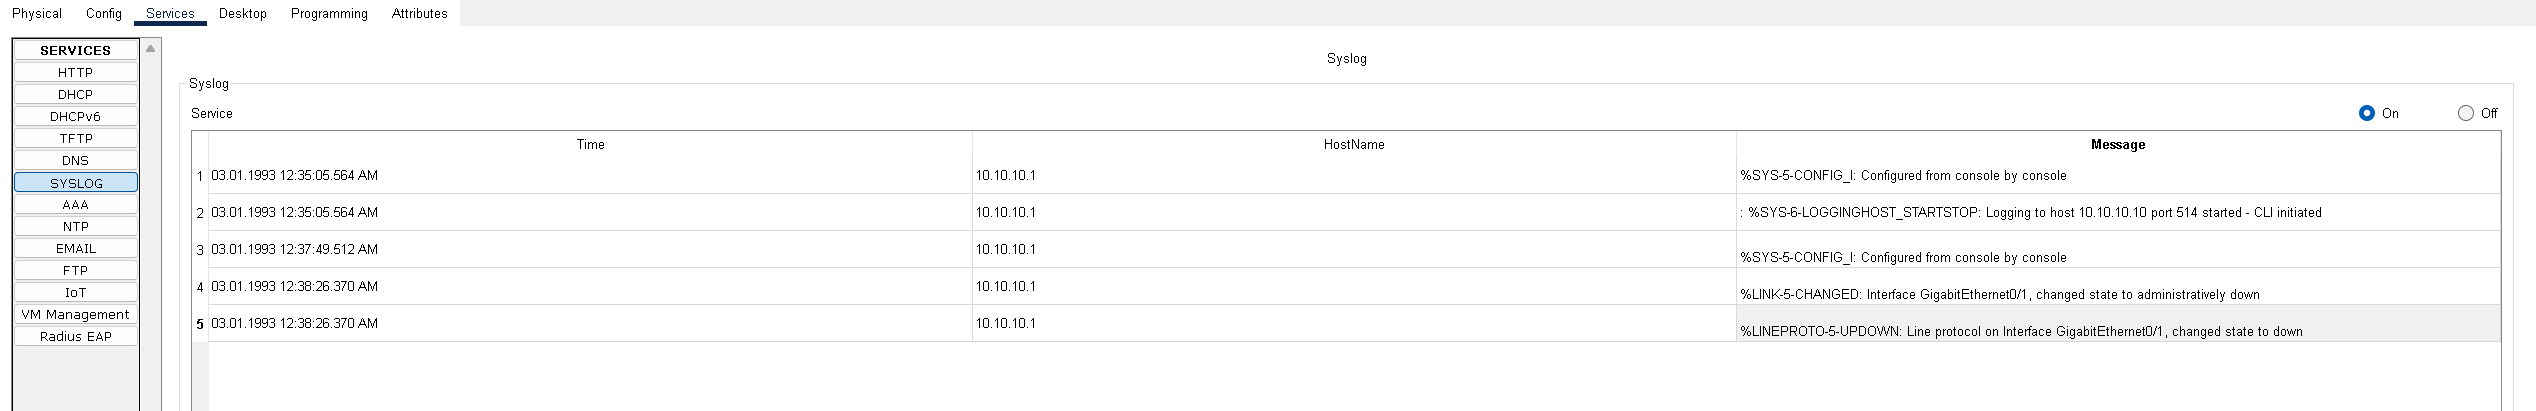 Physical Config Services Desktop Programming Attributes
SERVICES
HTTP
DHCP
DHCPv6
TFTP
DNS
SYSLOG
AAA
NTP
EMAIL
FTP
IoT
VM Management
Radius EAP
Syslog
Syslog
Service On Off
Time HostName Message
1 03.01.1993 12:35:05.564 AM 10.10.10.1 %SYS-5-CONFIG_I: Configured from console by console
2 03.01.1993 12:35:05.564 AM 10.10.10.1 : %SYS-6-LOGGINGHOST_STARTSTOP: Logging to host 10.10.10.10 port 514 started - CLI initiated
3 03.01.1993 12:37:49.512 AM 10.10.10.1 %SYS-5-CONFIG_I: Configured from console by console
4 03.01.1993 12:38:26.370 AM 10.10.10.1 %LINK-5-CHANGED: Interface GigabitEthernet0/1, changed state to administratively down
5 03.01.1993 12:38:26.370 AM 10.10.10.1 %LINEPROTO-5-UPDOWN: Line protocol on Interface GigabitEthernet0/1, changed state to down